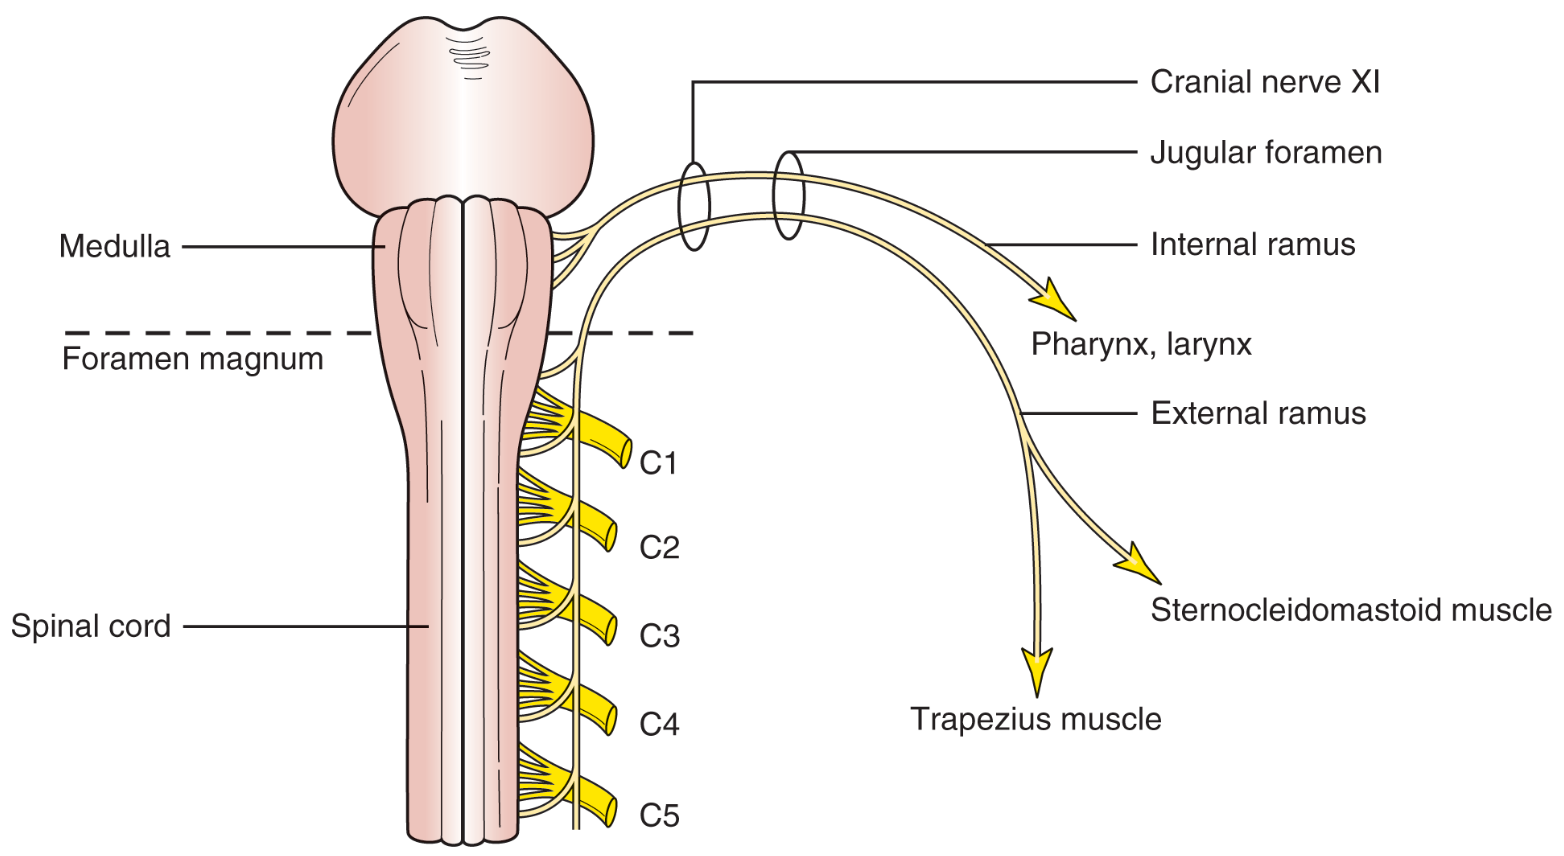 Cranial nerve XI
Jugular foramen
Medulla
Internal ramus
Foramen magnum
Pharynx, larynx
External ramus
C1
C2
C3
C4
C5
Spinal cord
Sternocleidomastoid muscle
Trapezius muscle